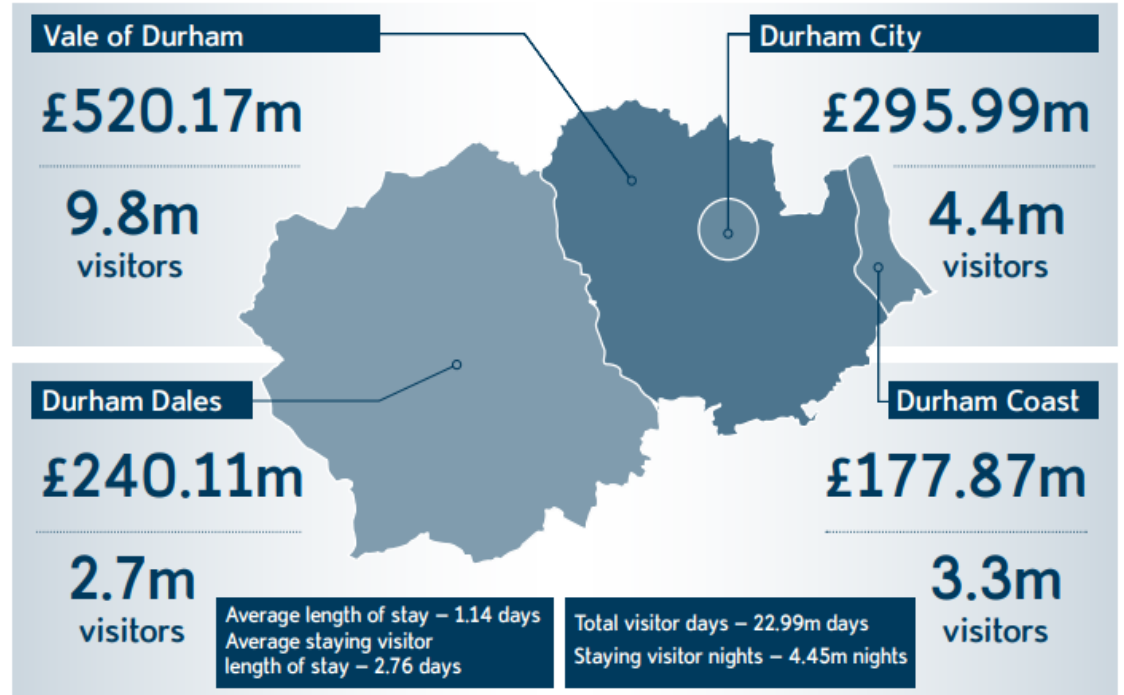 Vale of Durham
£520.17m
9.8m
visitors
Durham City
£295.99m
4.4m
visitors
Durham Dales
£240.11m
2.7m
visitors
Durham Coast
£177.87m
3.3m
visitors
Average length of stay – 1.14 days
Average staying visitor
length of stay – 2.76 days
Total visitor days – 22.99m days
Staying visitor nights – 4.45m nights